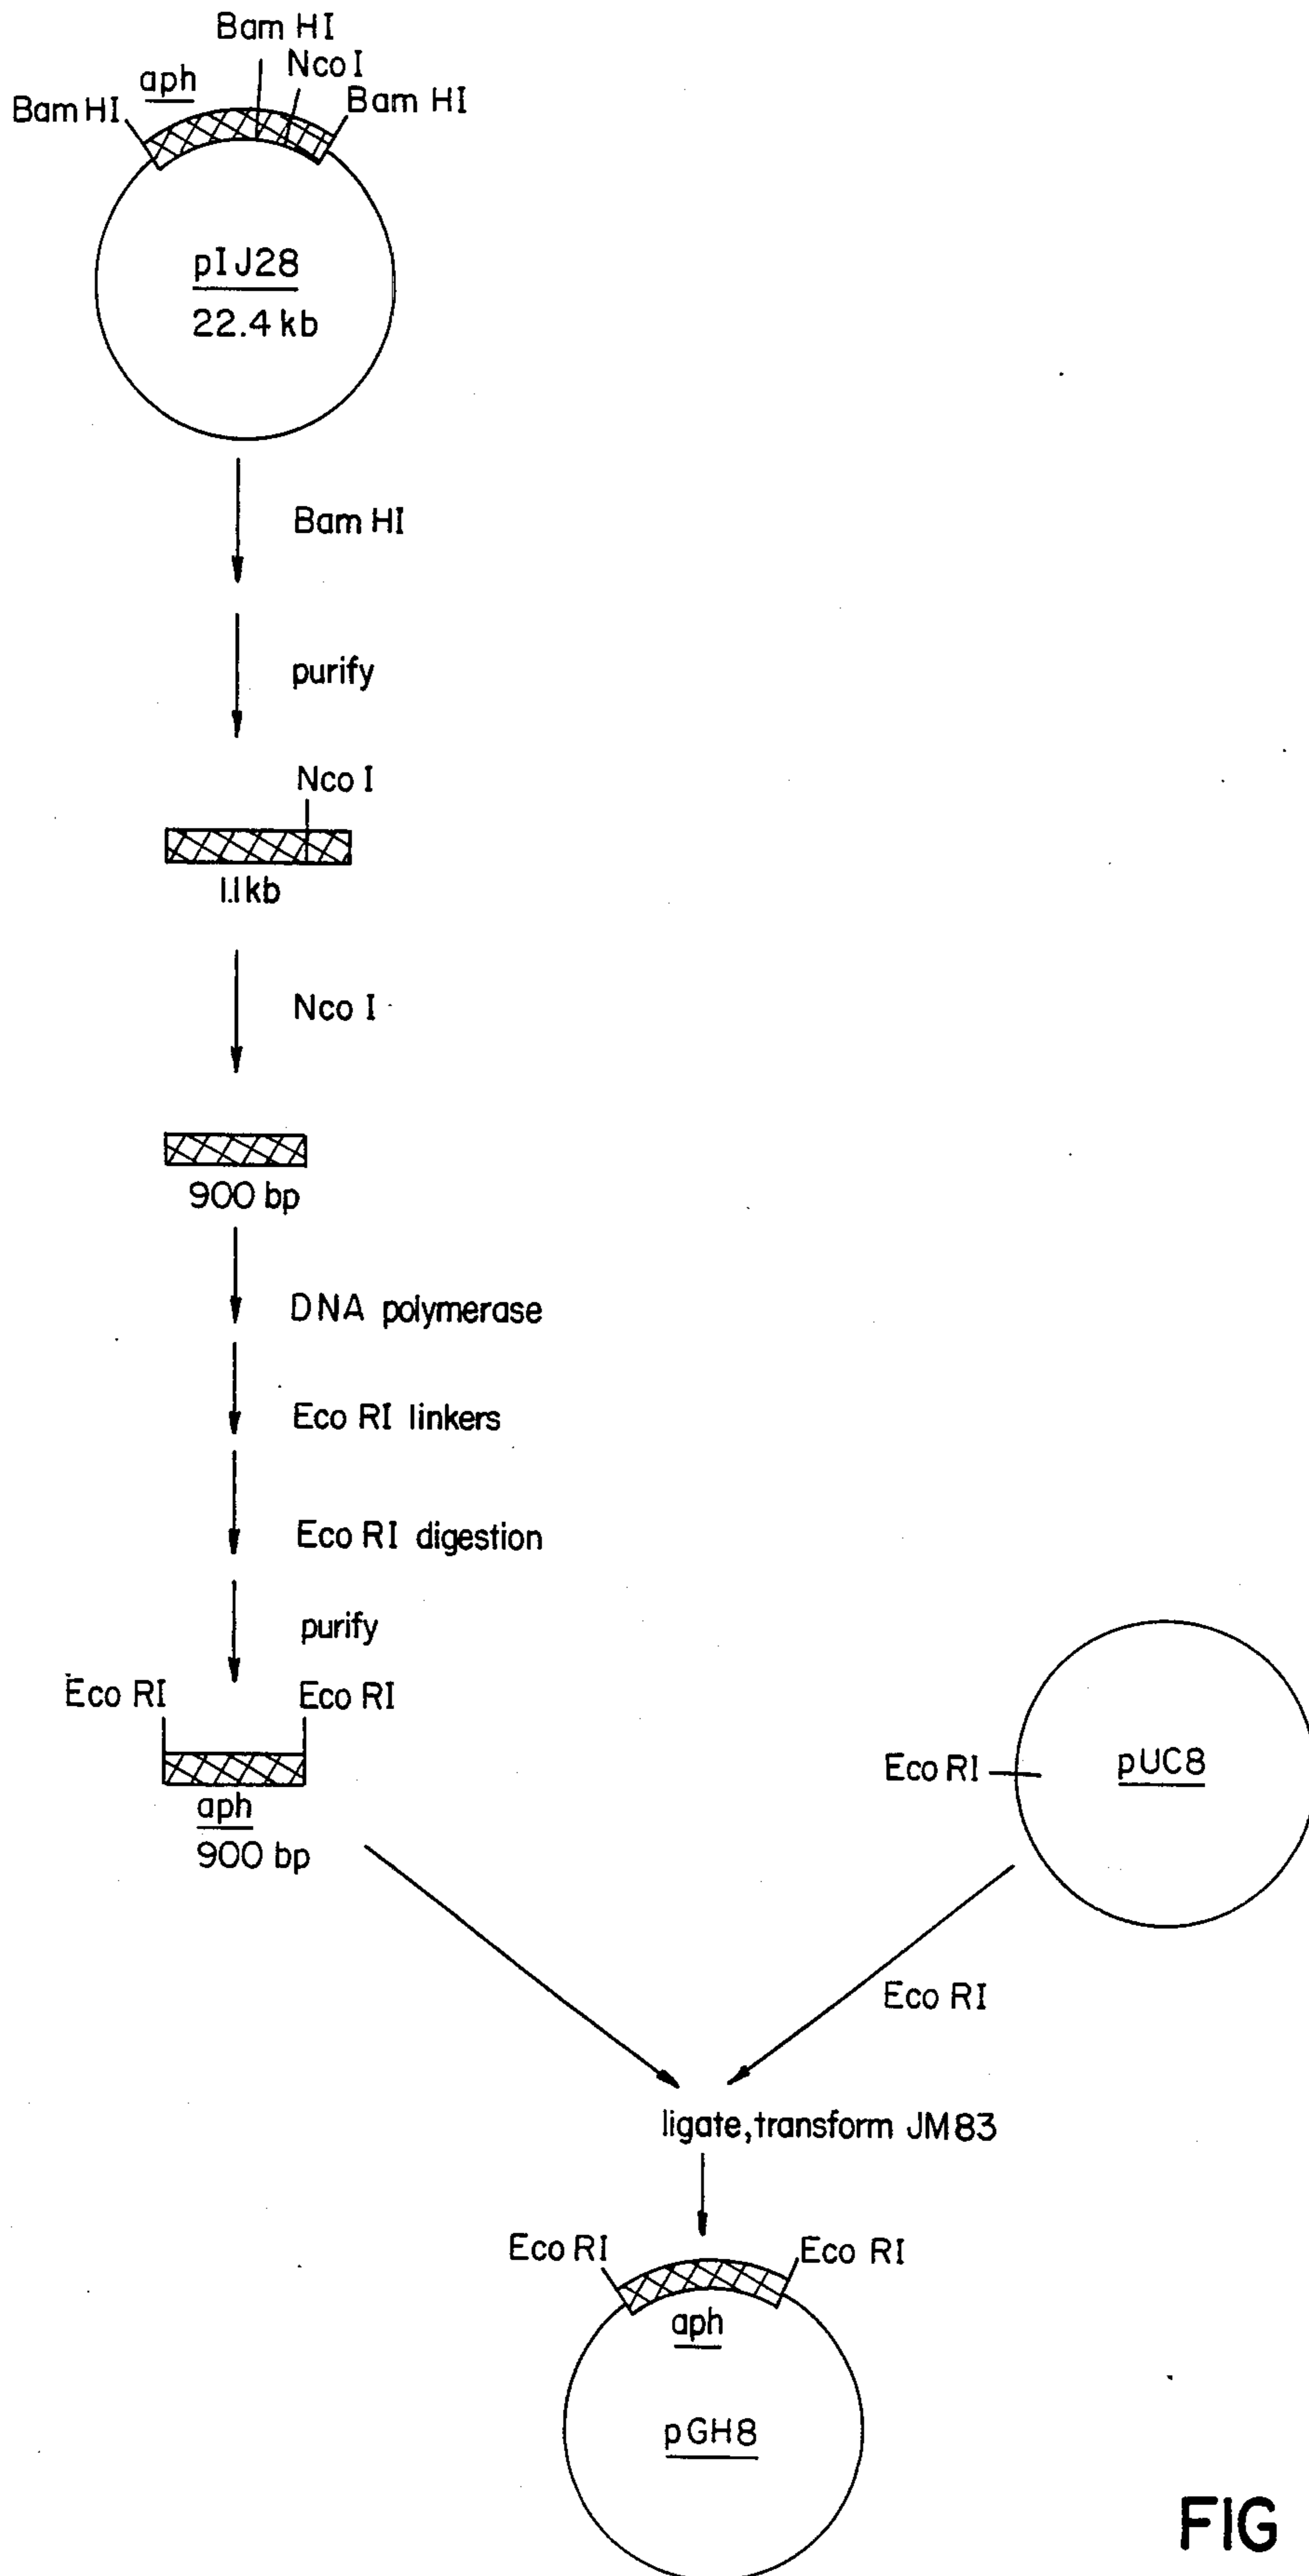 Bam HI
Nco I
aph
Bam HI
Bam HI
pIJ28
22.4 kb
Bam HI
purify
Nco I
1.1kb
Nco I
900 bp
DNA polymerase
Eco RI linkers
Eco RI digestion
purify
Eco RI
Eco RI
aph
900 bp
Eco RI
pUC8
Eco RI
ligate,transform JM83
Eco RI
Eco RI
aph
pGH8
FIG